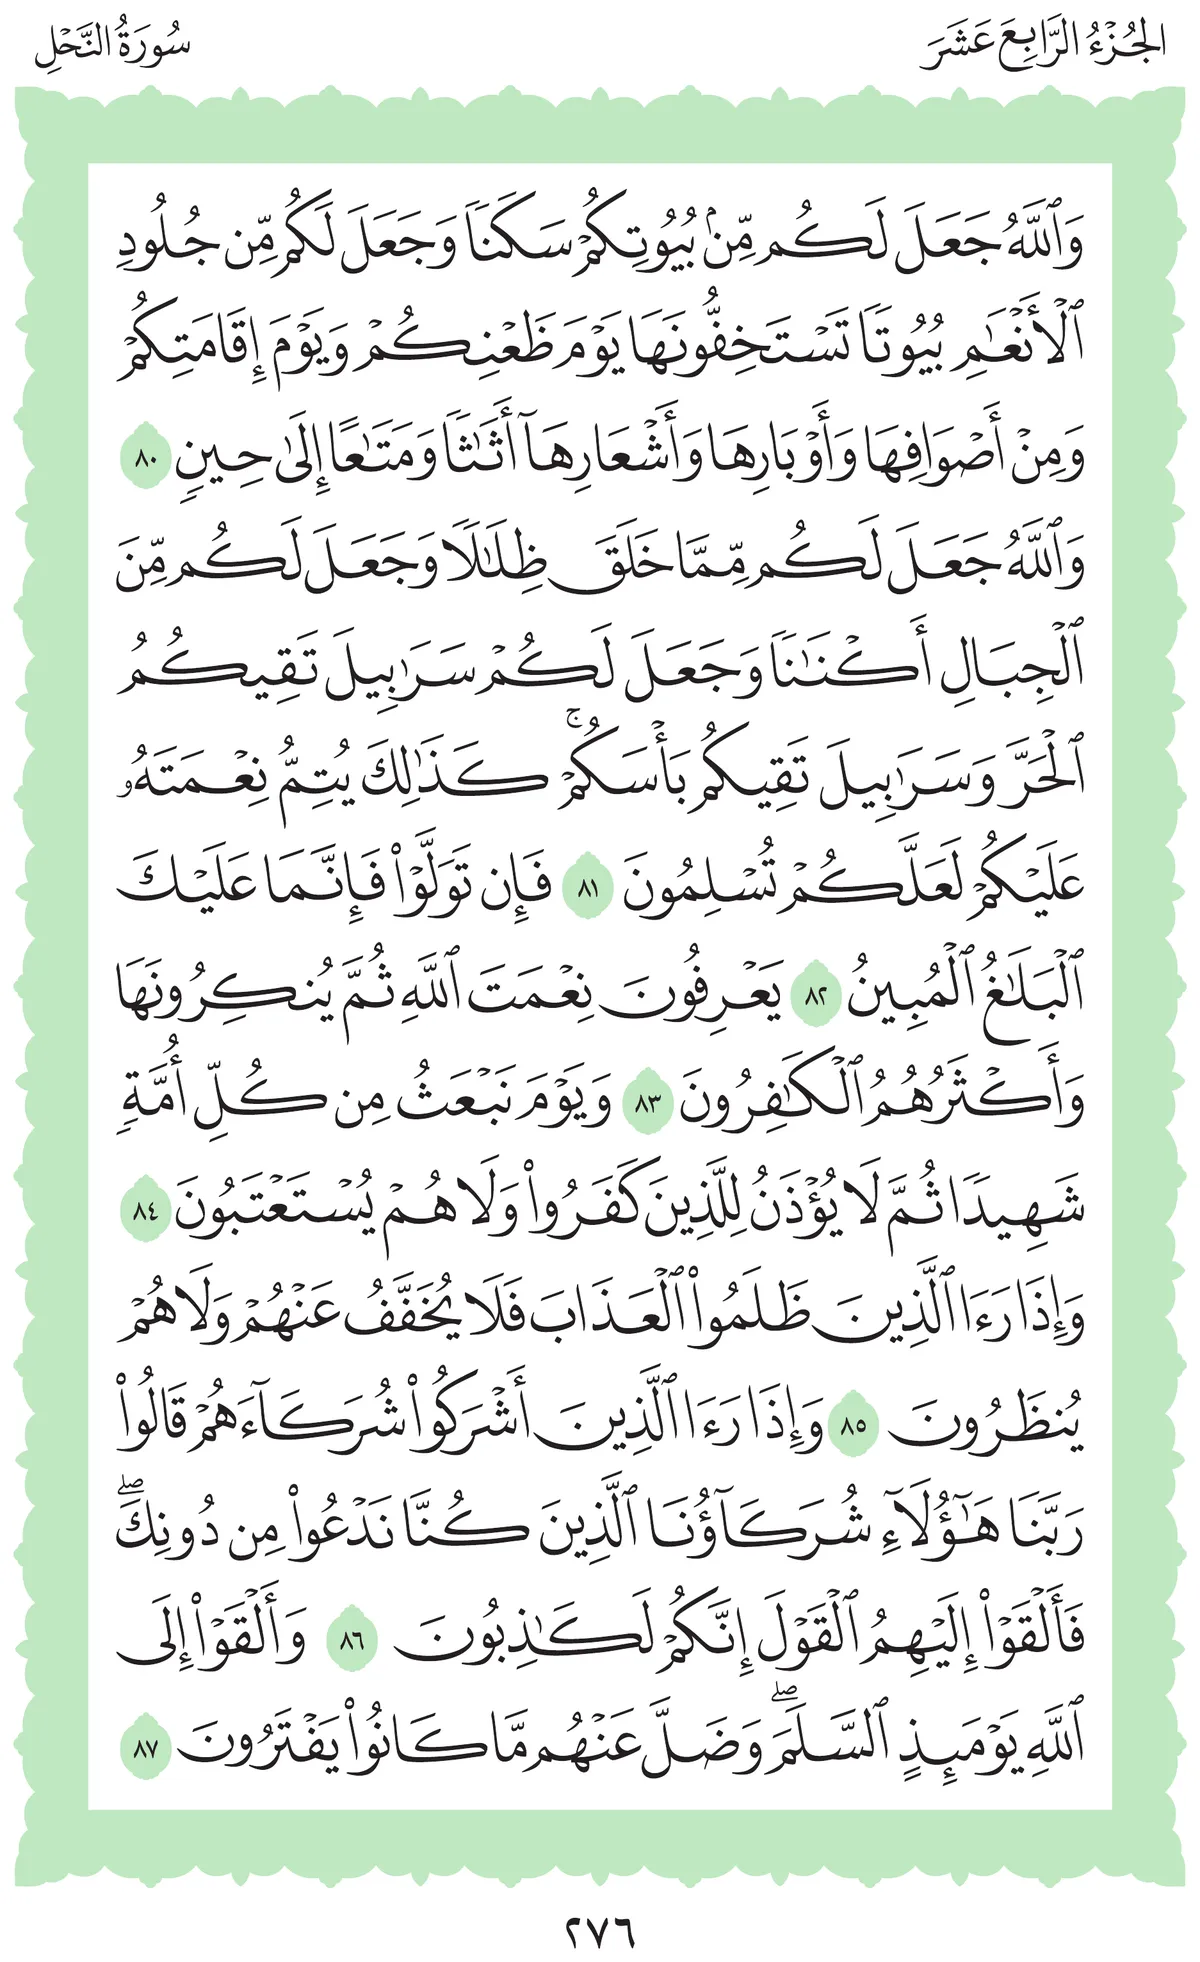 الجُزْءُ الرَّابِعَ عَشَرَ
سُورَةُ النَّحْلِ
وَٱللَّهُ جَعَلَ لَكُم مِّنۢ بُيُوتِكُمْ سَكَنًا وَجَعَلَ لَكُم مِّن جُلُودِ
ٱلْأَنْعَٰمِ بُيُوتًا تَسْتَخِفُّونَهَا يَوْمَ ظَعْنِكُمْ وَيَوْمَ إِقَامَتِكُمْ
وَمِنْ أَصْوَافِهَا وَأَوْبَارِهَا وَأَشْعَارِهَآ أَثَٰثًا وَمَتَٰعًا إِلَىٰ حِينٍ ٨٠
وَٱللَّهُ جَعَلَ لَكُم مِّمَّا خَلَقَ ظِلَٰلًا وَجَعَلَ لَكُم مِّنَ
ٱلْجِبَالِ أَكْنَٰنًا وَجَعَلَ لَكُمْ سَرَٰبِيلَ تَقِيكُمُ
ٱلْحَرَّ وَسَرَٰبِيلَ تَقِيكُم بَأْسَكُمْۚ كَذَٰلِكَ يُتِمُّ نِعْمَتَهُۥ
عَلَيْكُمْ لَعَلَّكُمْ تُسْلِمُونَ ٨١ فَإِن تَوَلَّوْا۟ فَإِنَّمَا عَلَيْكَ
ٱلْبَلَٰغُ ٱلْمُبِينُ ٨٢ يَعْرِفُونَ نِعْمَتَ ٱللَّهِ ثُمَّ يُنكِرُونَهَا
وَأَكْثَرُهُمُ ٱلْكَٰفِرُونَ ٨٣ وَيَوْمَ نَبْعَثُ مِن كُلِّ أُمَّةٍ
شَهِيدًا ثُمَّ لَا يُؤْذَنُ لِلَّذِينَ كَفَرُوا۟ وَلَا هُمْ يُسْتَعْتَبُونَ ٨٤
وَإِذَا رَءَا ٱلَّذِينَ ظَلَمُوا۟ ٱلْعَذَابَ فَلَا يُخَفَّفُ عَنْهُمْ وَلَا هُمْ
يُنظَرُونَ ٨٥ وَإِذَا رَءَا ٱلَّذِينَ أَشْرَكُوا۟ شُرَكَآءَهُمْ قَالُوا۟
رَبَّنَا هَٰٓؤُلَآءِ شُرَكَآؤُنَا ٱلَّذِينَ كُنَّا نَدْعُوا۟ مِن دُونِكَۖ
فَأَلْقَوْا۟ إِلَيْهِمُ ٱلْقَوْلَ إِنَّكُمْ لَكَٰذِبُونَ ٨٦ وَأَلْقَوْا۟ إِلَى
ٱللَّهِ يَوْمَئِذٍ ٱلسَّلَمَۖ وَضَلَّ عَنْهُم مَّا كَانُوا۟ يَفْتَرُونَ ٨٧
٢٧٦